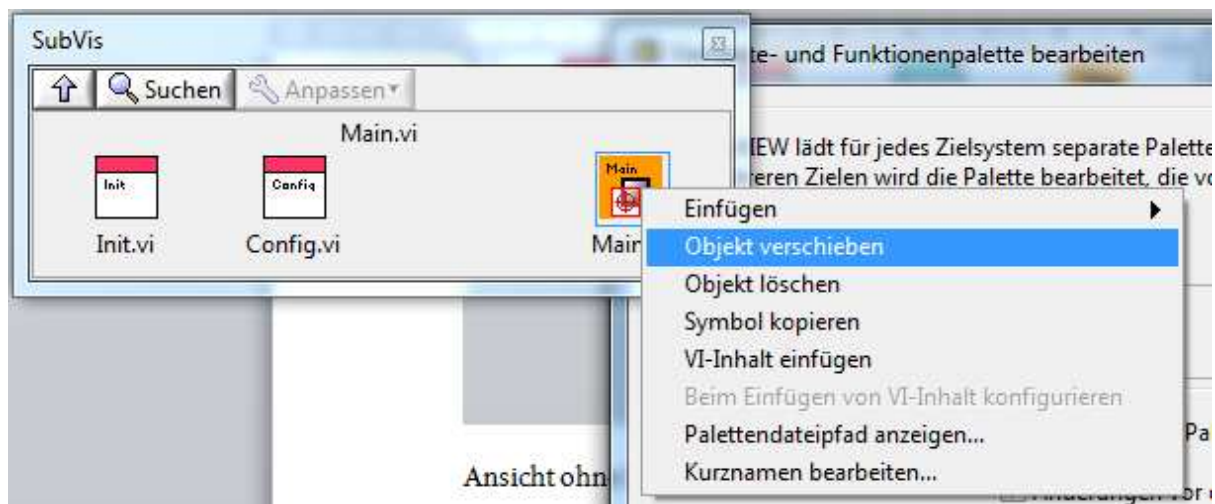 SubVis
te- und Funktionenpalette bearbeiten
Suchen Anpassen
Main.vi
Init Config Main
Init.vi Config.vi Main
IEW lädt für jedes Zielsystem separate Palette
reren Zielen wird die Palette bearbeitet, die vo
Einfügen
Objekt verschieben
Objekt löschen
Symbol kopieren
VI-Inhalt einfügen
Beim Einfügen von VI-Inhalt konfigurieren
Palettendateipfad anzeigen...
Pa
Kurznamen bearbeiten...
Ansicht ohn